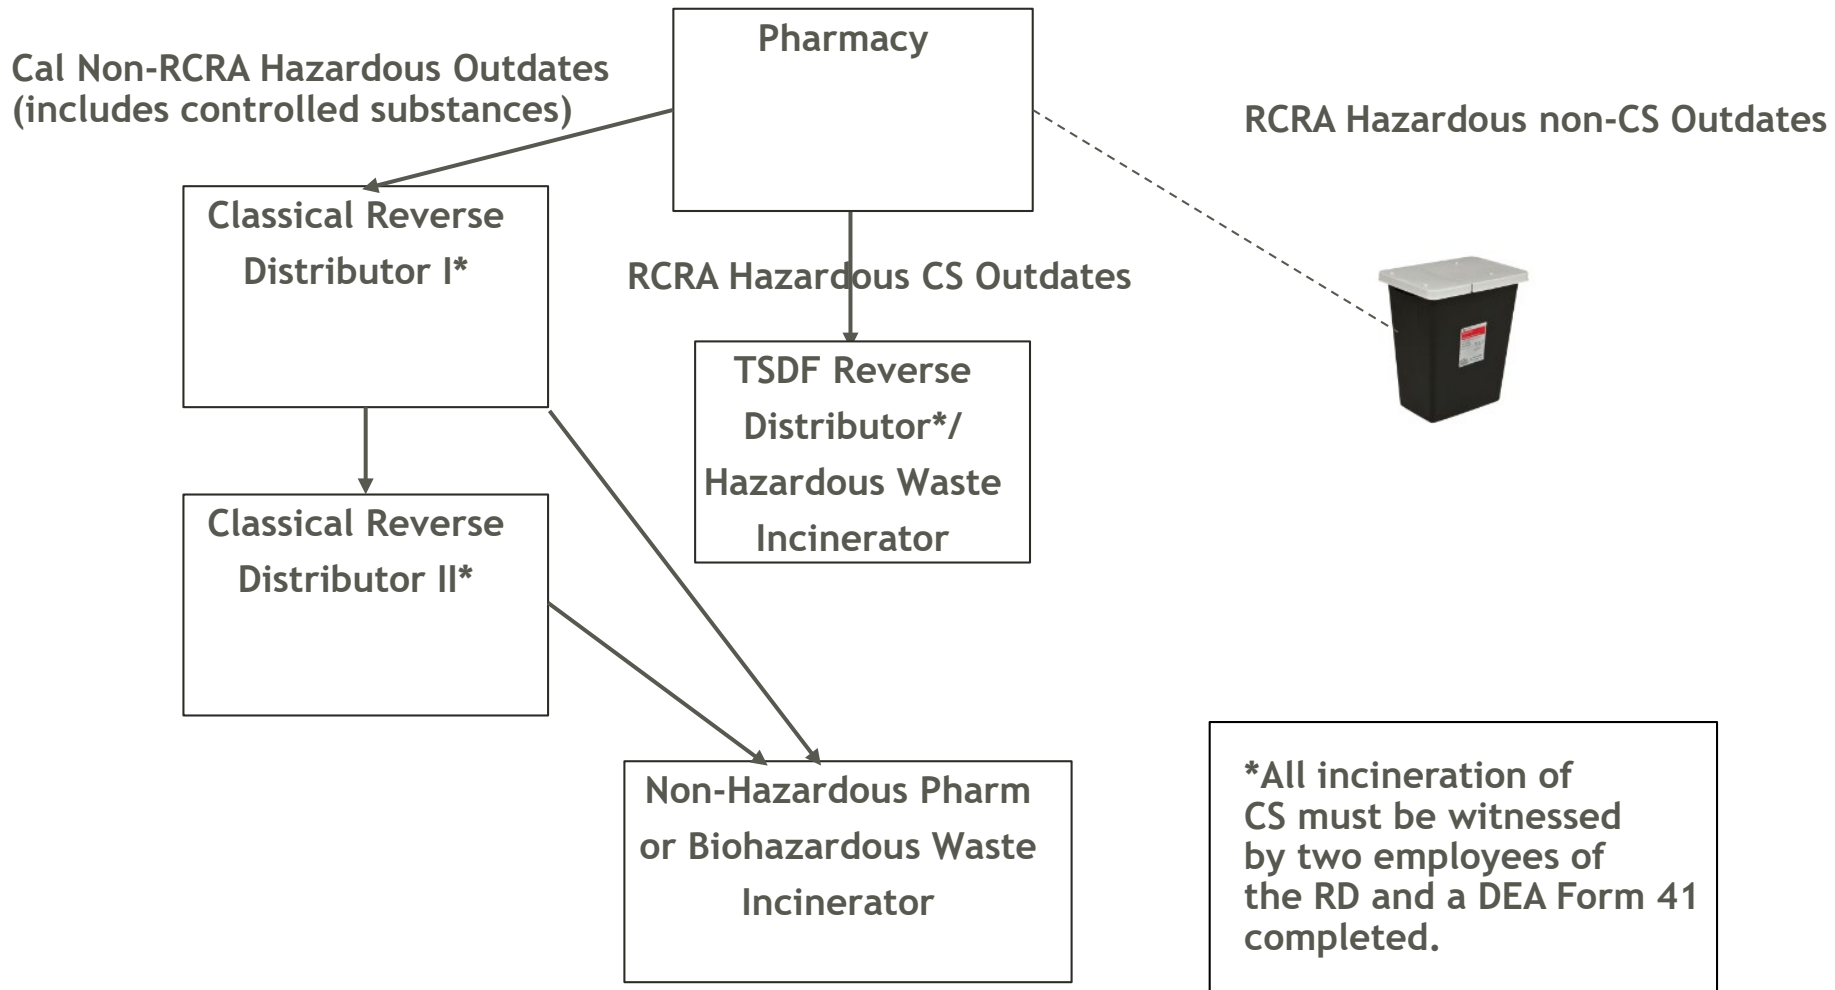 Pharmacy
Cal Non-RCRA Hazardous Outdates
(includes controlled substances)
RCRA Hazardous non-CS Outdates
Classical Reverse
Distributor I*
RCRA Hazardous CS Outdates
TSDF Reverse
Distributor*/
Hazardous Waste
Incinerator
Classical Reverse
Distributor II*
Non-Hazardous Pharm
or Biohazardous Waste
Incinerator
*All incineration of
CS must be witnessed
by two employees of
the RD and a DEA Form 41
completed.